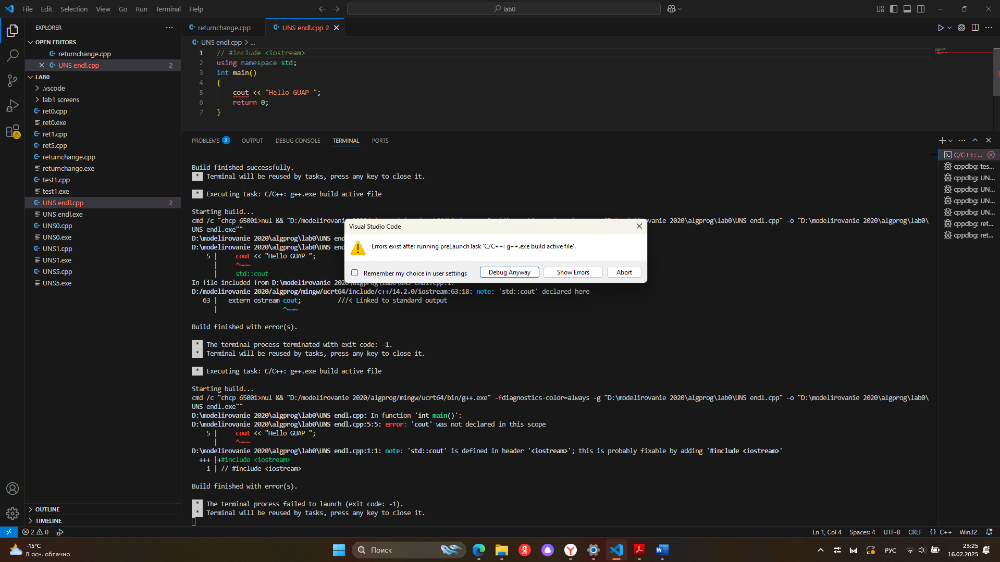 File Edit Selection View Go Run Terminal Help
lab0
EXPLORER
OPEN EDITORS
returnchange.cpp
UNS endl.cpp 2
LAB0
.vscode
lab1 screens
ret0.cpp
ret0.exe
ret1.cpp
ret5.cpp
returnchange.cpp
returnchange.exe
test1.cpp
test1.exe
UNS endl.cpp 2
UNS endl.exe
UNS0.cpp
UNS0.exe
UNS1.cpp
UNS1.exe
UNS5.cpp
UNS5.exe
OUTLINE
TIMELINE
returnchange.cpp UNS endl.cpp 2
UNS endl.cpp > ...
1 // #include <iostream>
2 using namespace std;
3 int main()
4 {
5 cout << "Hello GUAP ";
6 return 0;
7 }
PROBLEMS 2 OUTPUT DEBUG CONSOLE TERMINAL PORTS
Build finished successfully.
* Terminal will be reused by tasks, press any key to close it.
* Executing task: C/C++: g++.exe build active file
Starting build...
cmd /c "chcp 65001>nul && "D:/modelirovanie 2020\algprog\lab0\UNS endl.cpp" -o "D:\modelirovanie 2020\algprog\lab0\
UNS endl.exe""
D:\modelirovanie 2020\algprog\lab0\UNS
D:\modelirovanie 2020\algprog\lab0\UNS
5 | cout << "Hello GUAP ";
| ^~~~
| std::cout
In file included from D:\modelirovanie 2020\algprog\lab0\UNS endl.cpp:1:
D:/modelirovanie 2020/algprog/mingw/ucrt64/include/c++/14.2.0/iostream:63:18: note: 'std::cout' declared here
63 | extern ostream cout; ///< Linked to standard output
| ^~~~
Build finished with error(s).
* The terminal process terminated with exit code: -1.
* Terminal will be reused by tasks, press any key to close it.
* Executing task: C/C++: g++.exe build active file
Starting build...
cmd /c "chcp 65001>nul && "D:/modelirovanie 2020/algprog/mingw/ucrt64/bin/g++.exe" -fdiagnostics-color=always -g "D:\modelirovanie 2020\algprog\lab0\UNS endl.cpp" -o "D:\modelirovanie 2020\algprog\lab0\
UNS endl.exe""
D:\modelirovanie 2020\algprog\lab0\UNS endl.cpp: In function 'int main()':
D:\modelirovanie 2020\algprog\lab0\UNS endl.cpp:5:5: error: 'cout' was not declared in this scope
5 | cout << "Hello GUAP ";
| ^~~~
D:\modelirovanie 2020\algprog\lab0\UNS endl.cpp:1:1: note: 'std::cout' is defined in header '<iostream>'; this is probably fixable by adding '#include <iostream>'
+++ |+#include <iostream>
1 | // #include <iostream>
Build finished with error(s).
* The terminal process failed to launch (exit code: -1).
* Terminal will be reused by tasks, press any key to close it.
Visual Studio Code
Errors exist after running preLaunchTask 'C/C++: g++.exe build active file'.
Remember my choice in user settings Debug Anyway Show Errors Abort
C/C++: ...
cppdbg: tes...
cppdbg: UN...
cppdbg: UN...
cppdbg: UN...
cppdbg: UN...
cppdbg: ret...
cppdbg: ret...
2 0 Ln 1, Col 4 Spaces: 4 UTF-8 CRLF {} C++ Win32
-15°C
В осн. облачно
Поиск
РУС
23:25
16.02.2025